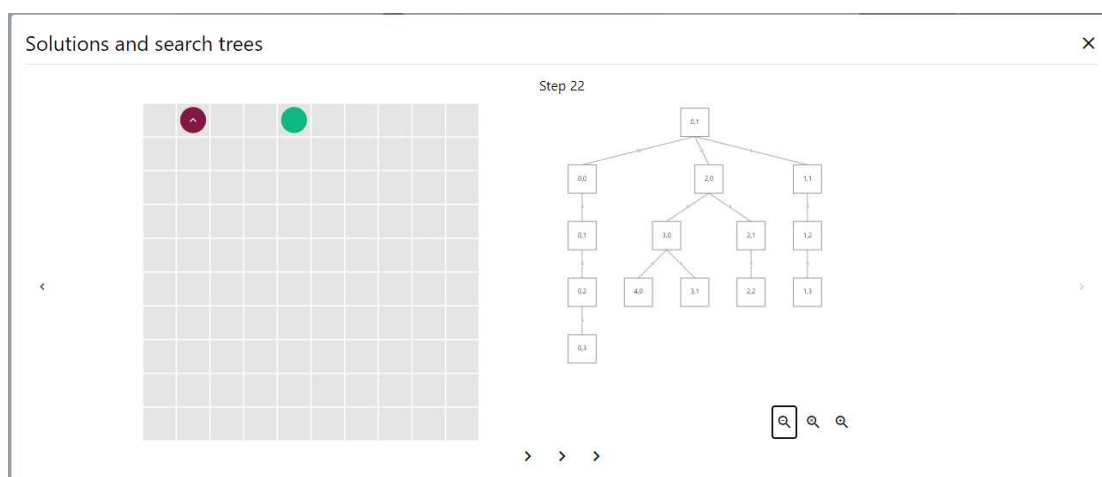 Solutions and search trees
Step 22
0,1
0,0 2,0 1,1
0,1 3,0 2,1 1,2
0,2 4,0 3,1 2,2 1,3
0,3